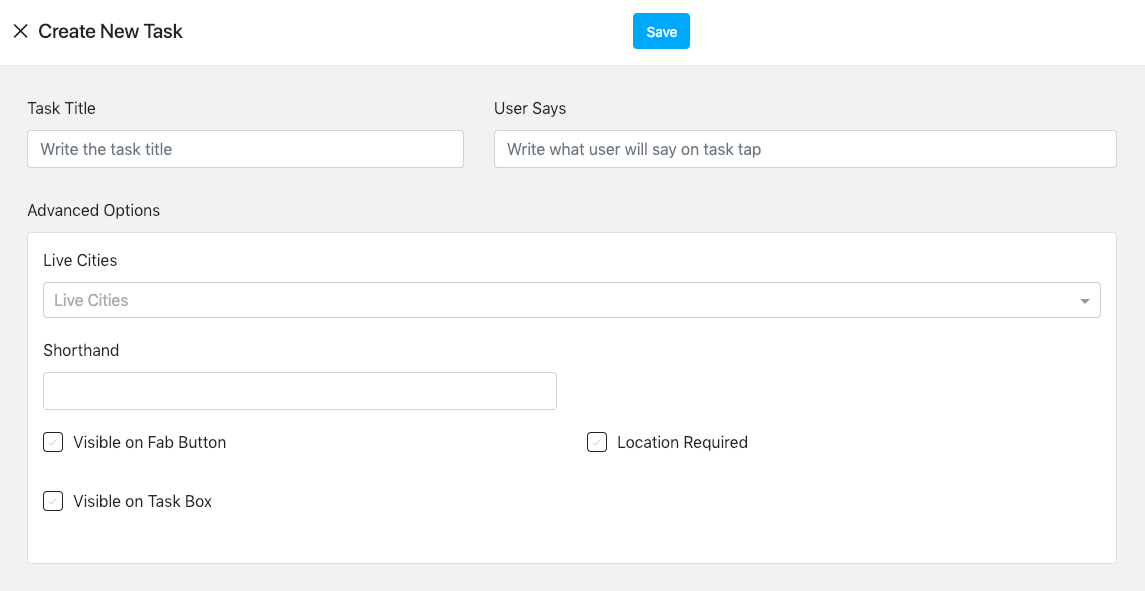 Create New Task
Save
Task Title
User Says
Write the task title
Write what user will say on task tap
Advanced Options
Live Cities
Live Cities
Shorthand
Visible on Fab Button
Location Required
Visible on Task Box